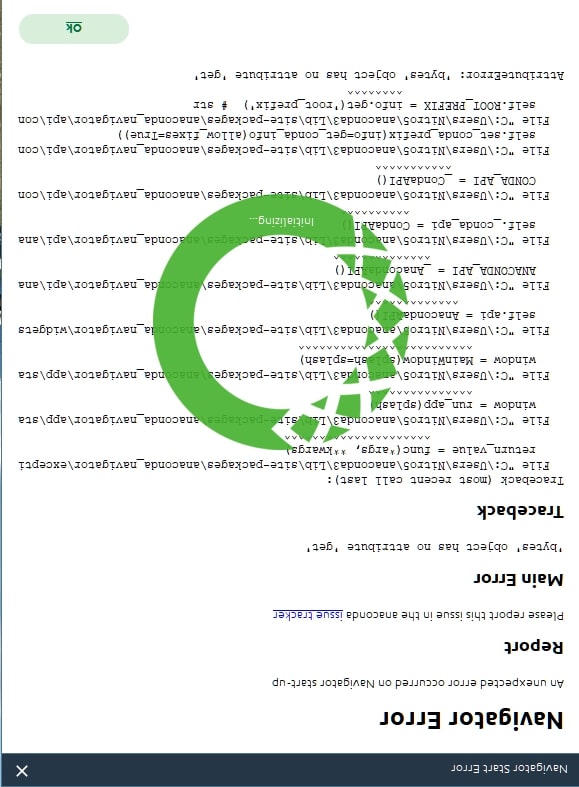 Navigator Start Error
Navigator Error
An unexpected error occurred on Navigator start-up
Report
Please report this issue in the anaconda issue tracker
Main Error
'bytes' object has no attribute 'get'
Traceback
Traceback (most recent call last):
File "C:\Users\Nitro5\anaconda3\Lib\site-packages\anaconda_navigator\excepti
return_value = func(*args, **kwargs)
^^^^^^^^^^^^^^^^^^^^^
File "C:\Users\Nitro5\anaconda3\Lib\site-packages\anaconda_navigator\app\sta
window = run_app(splash)
^^^^^^^^^^^^^^^
File "C:\Users\Nitro5\anaconda3\Lib\site-packages\anaconda_navigator\app\sta
window = MainWindow(splash=splash)
^^^^^^^^^^^^^^^^^^^^^^^^^
File "C:\Users\Nitro5\anaconda3\Lib\site-packages\anaconda_navigator\widgets
self.api = AnacondaAPI()
^^^^^^^^^^^^^
File "C:\Users\Nitro5\anaconda3\Lib\site-packages\anaconda_navigator\api\ana
ANACONDA_API = _AnacondaAPI()
^^^^^^^^^^^^^^
File "C:\Users\Nitro5\anaconda3\Lib\site-packages\anaconda_navigator\api\ana
self._conda_api = CondaAPI()
^^^^^^^^^^
Initializing...
File "C:\Users\Nitro5\anaconda3\Lib\site-packages\anaconda_navigator\api\con
CONDA_API = _CondaAPI()
^^^^^^^^^^^
File "C:\Users\Nitro5\anaconda3\Lib\site-packages\anaconda_navigator\api\con
self.set_conda_prefix(info=get_conda_info(allow_fixes=True))
File "C:\Users\Nitro5\anaconda3\Lib\site-packages\anaconda_navigator\api\con
self.ROOT_PREFIX = info.get('root_prefix')  # str
^^^^^^^^
AttributeError: 'bytes' object has no attribute 'get'
Ok